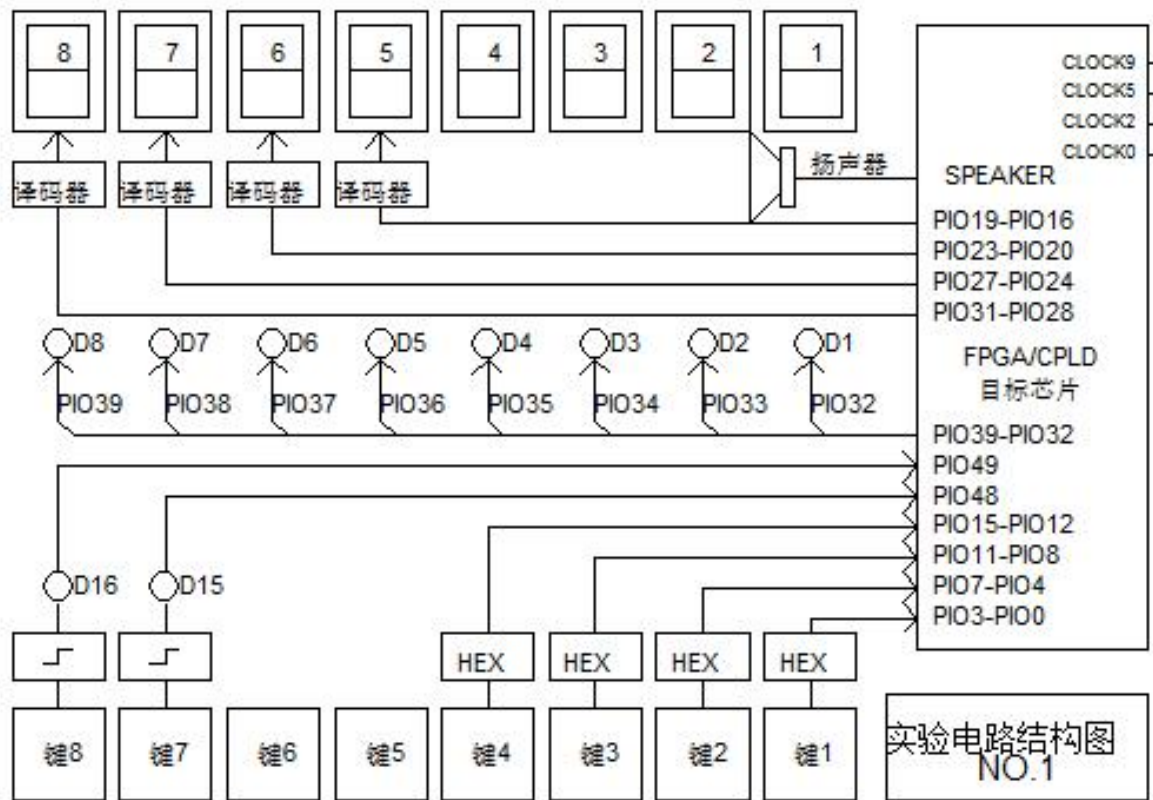 8 7 6 5 4 3 2 1
CLOCK9
CLOCK5
CLOCK2
CLOCK0
译码器 译码器 译码器 译码器
扬声器
SPEAKER
PIO19-PIO16
PIO23-PIO20
PIO27-PIO24
PIO31-PIO28
D8 D7 D6 D5 D4 D3 D2 D1
FPGA/CPLD
目标芯片
PIO39 PIO38 PIO37 PIO36 PIO35 PIO34 PIO33 PIO32
PIO39-PIO32
PIO49
PIO48
PIO15-PIO12
PIO11-PIO8
PIO7-PIO4
PIO3-PIO0
D16 D15
HEX HEX HEX HEX
键8 键7 键6 键5 键4 键3 键2 键1
实验电路结构图
NO.1